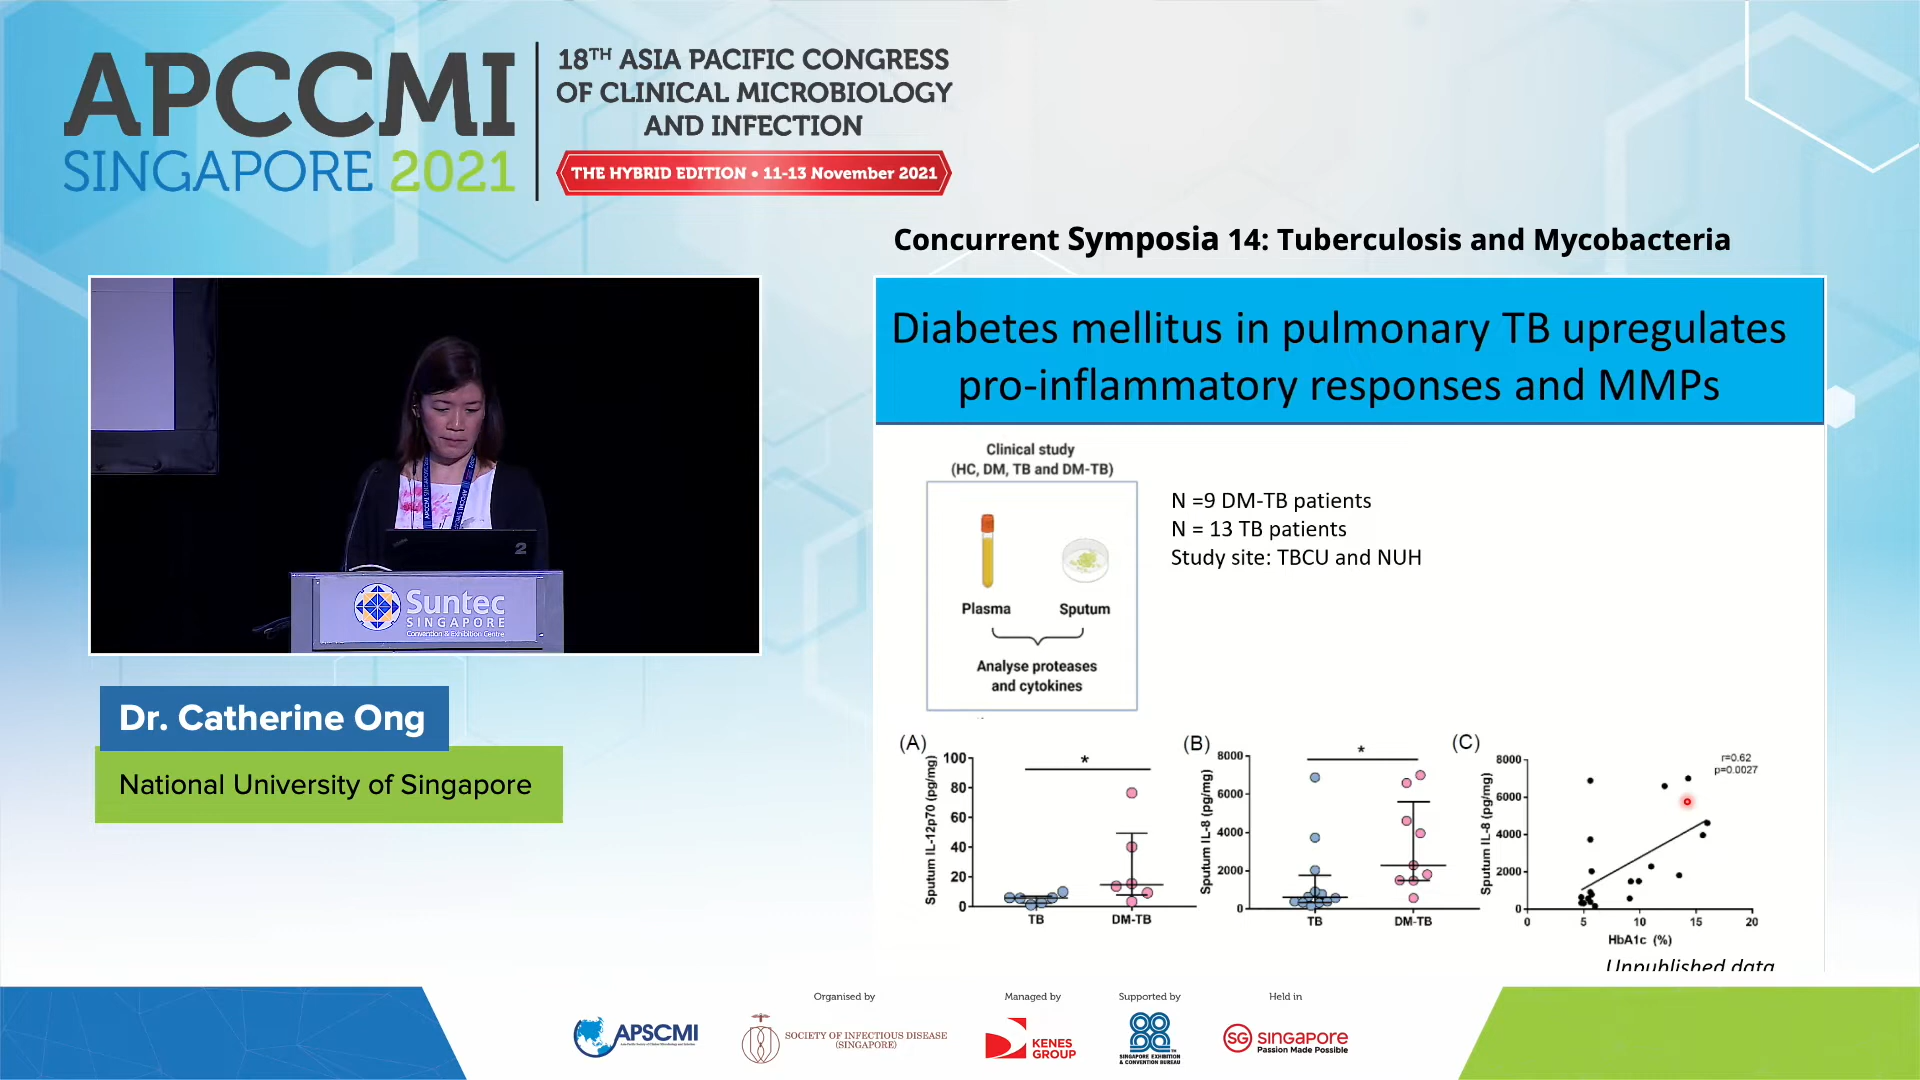 APCCMI
SINGAPORE 2021
18TH ASIA PACIFIC CONGRESS
OF CLINICAL MICROBIOLOGY
AND INFECTION
THE HYBRID EDITION • 11-13 November 2021
Concurrent Symposia 14: Tuberculosis and Mycobacteria
Diabetes mellitus in pulmonary TB upregulates
pro-inflammatory responses and MMPs
Clinical study
(HC, DM, TB and DM-TB)
Plasma Sputum
Analyse proteases
and cytokines
N =9 DM-TB patients
N = 13 TB patients
Study site: TBCU and NUH
(A)
Sputum IL-12p70 (pg/mg)
100
80
60
40
20
0
*
TB DM-TB
(B)
Sputum IL-8 (pg/mg)
8000
6000
4000
2000
0
*
TB DM-TB
(C)
Sputum IL-8 (pg/mg)
8000
6000
4000
2000
0
r=0.62
p=0.0027
0 5 10 15 20
HbA1c (%)
Unpublished data
2
Suntec
SINGAPORE
Convention & Exhibition Centre
Dr. Catherine Ong
National University of Singapore
Organised by
APSCMI
SOCIETY OF INFECTIOUS DISEASE
(SINGAPORE)
Managed by
KENES
GROUP
Supported by
SINGAPORE EXHIBITION
& CONVENTION BUREAU
Held in
SG SINGAPORE
Passion Made Possible